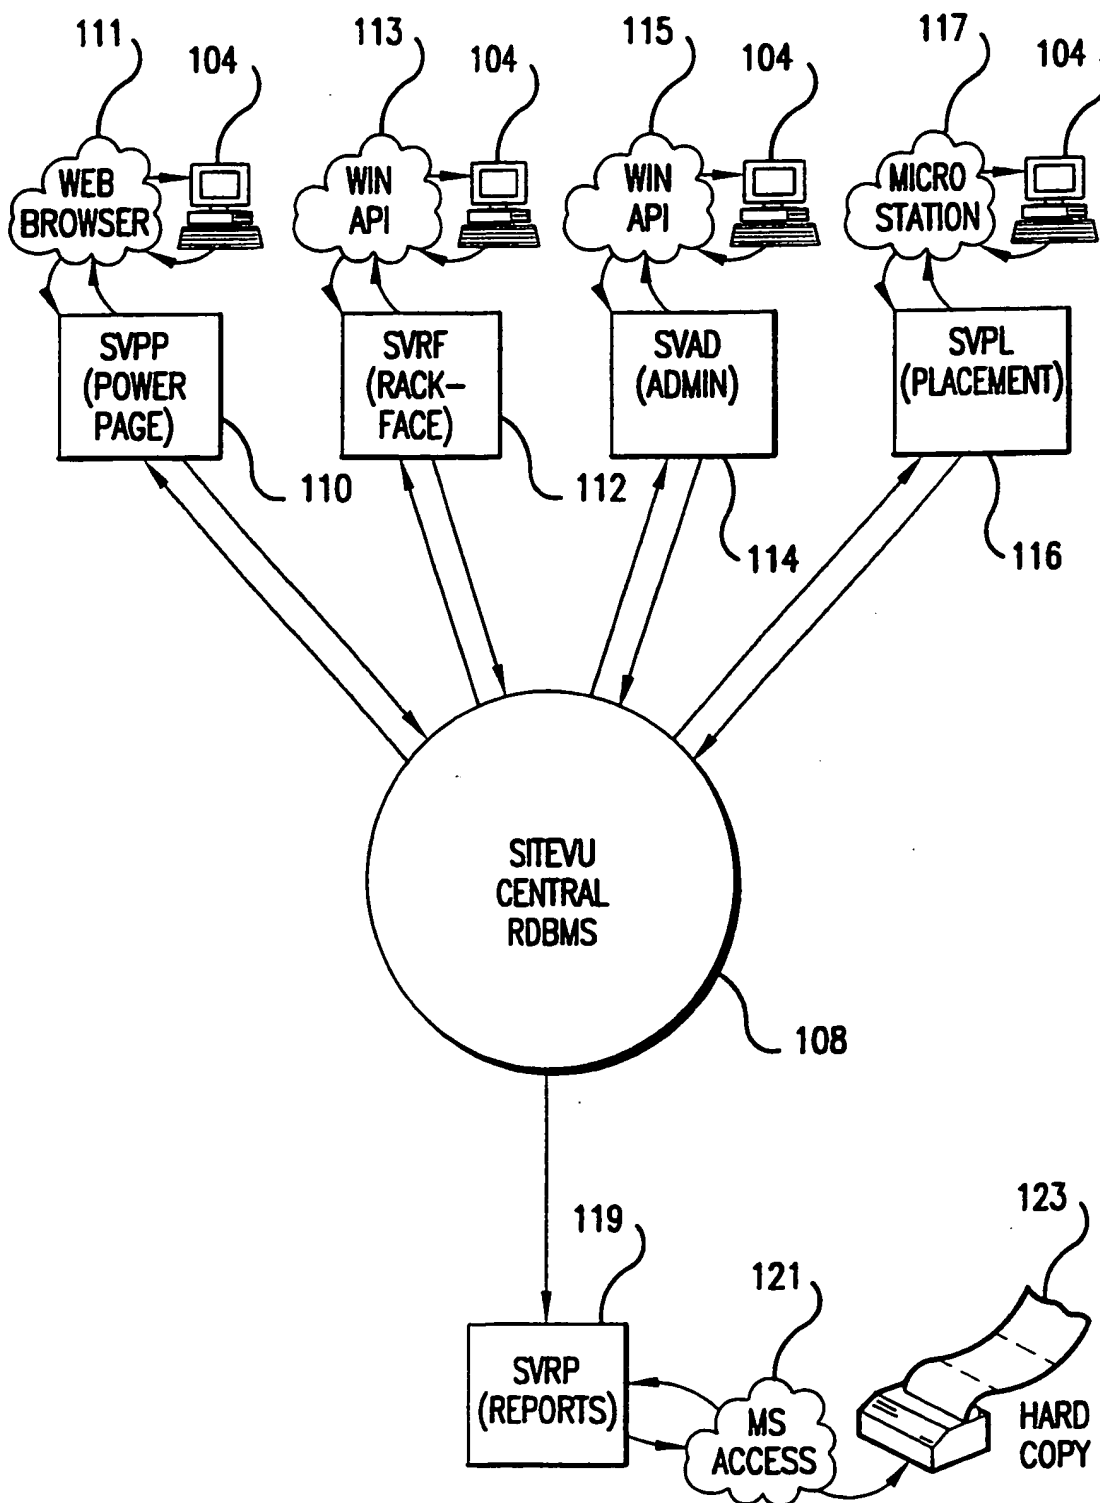 111
104
113
104
115
104
117
104
WEB
BROWSER
WIN
API
WIN
API
MICRO
STATION
SVPP
(POWER
PAGE)
SVRF
(RACK-
FACE)
SVAD
(ADMIN)
SVPL
(PLACEMENT)
110
112
114
116
SITEVU
CENTRAL
RDBMS
108
119
121
123
SVRP
(REPORTS)
MS
ACCESS
HARD
COPY